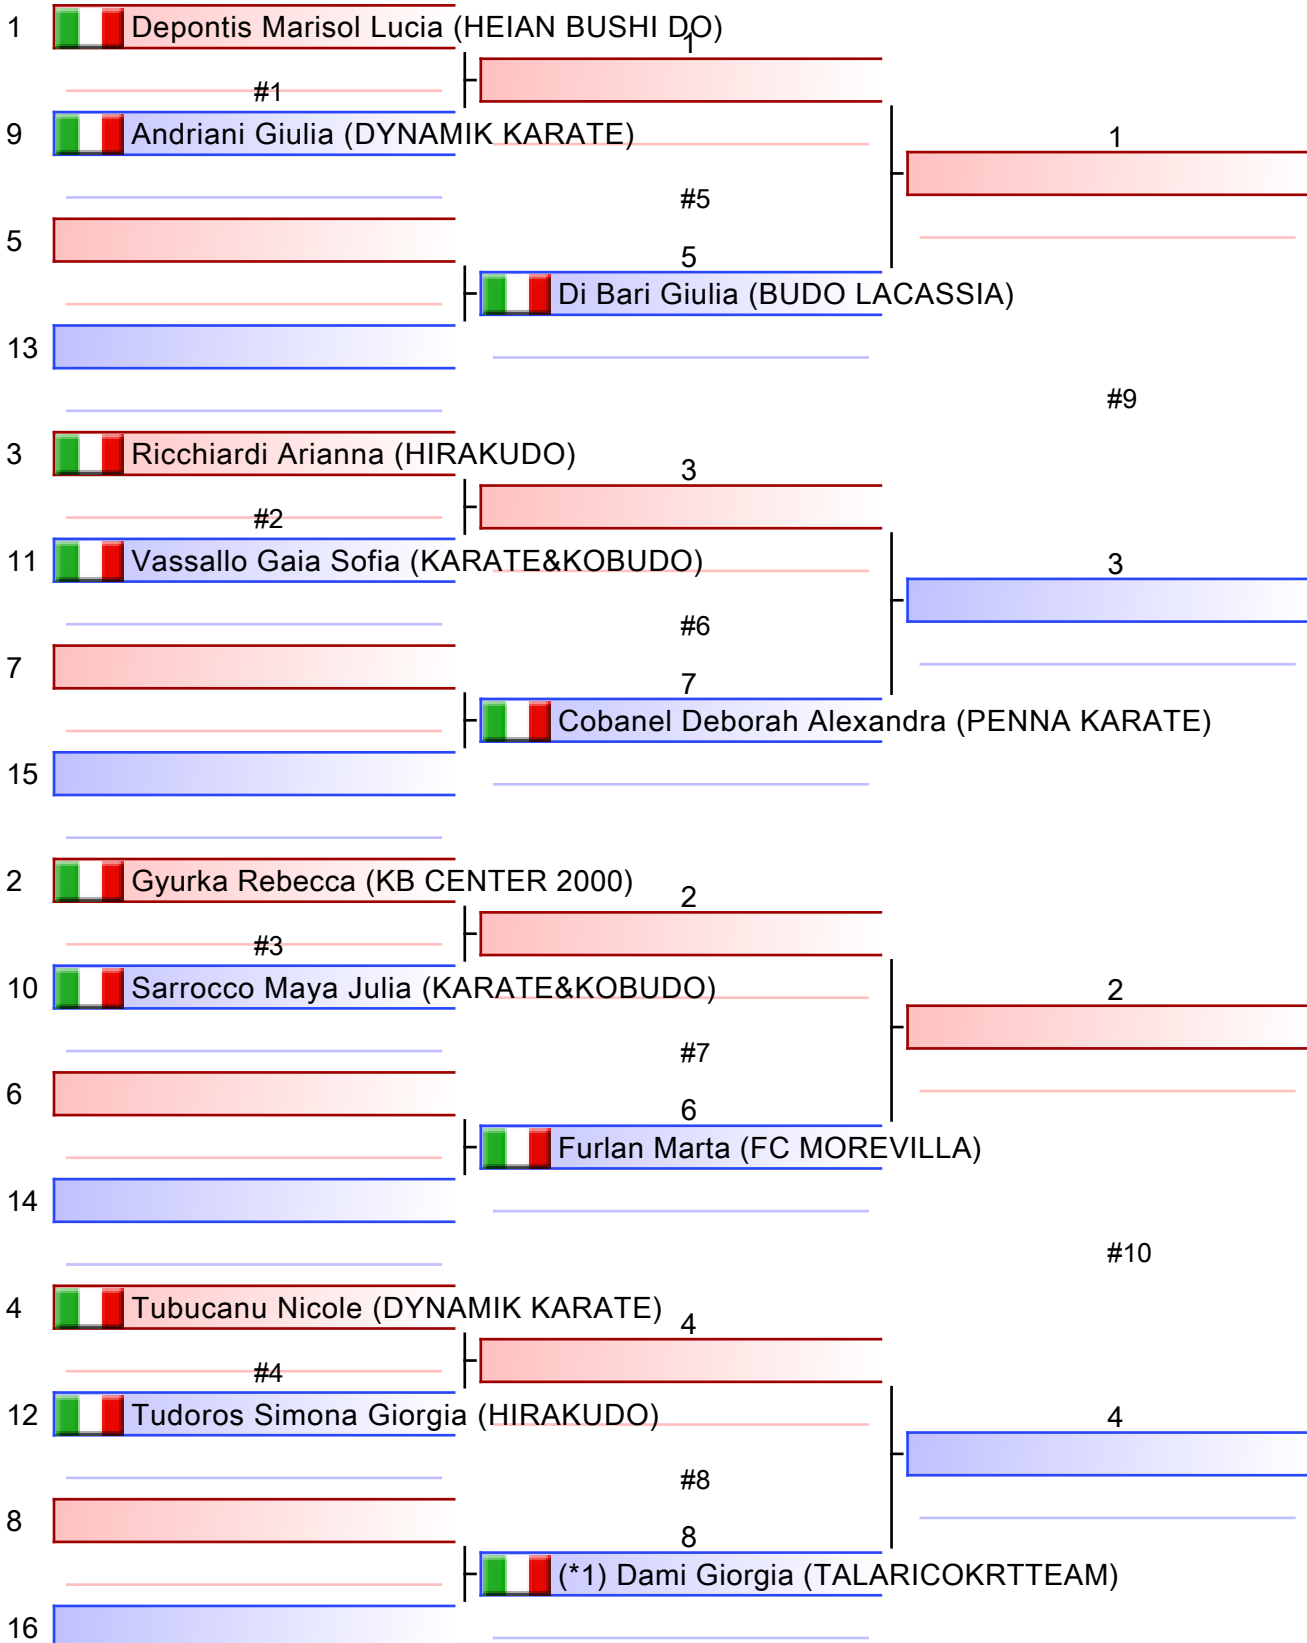 1 Depontis Marisol Lucia (HEIAN BUSHI DO)
1
#1
9 Andriani Giulia (DYNAMIK KARATE)
1
#5
5
5
Di Bari Giulia (BUDO LACASSIA)
13
#9
3 Ricchiardi Arianna (HIRAKUDO)
3
#2
11 Vassallo Gaia Sofia (KARATE&KOBUDO)
3
#6
7
7
Cobanel Deborah Alexandra (PENNA KARATE)
15
2 Gyurka Rebecca (KB CENTER 2000)
2
#3
10 Sarrocco Maya Julia (KARATE&KOBUDO)
2
#7
6
6
Furlan Marta (FC MOREVILLA)
14
#10
4 Tubucanu Nicole (DYNAMIK KARATE)
4
#4
12 Tudoros Simona Giorgia (HIRAKUDO)
4
#8
8
8
(*1) Dami Giorgia (TALARICOKRTTEAM)
16